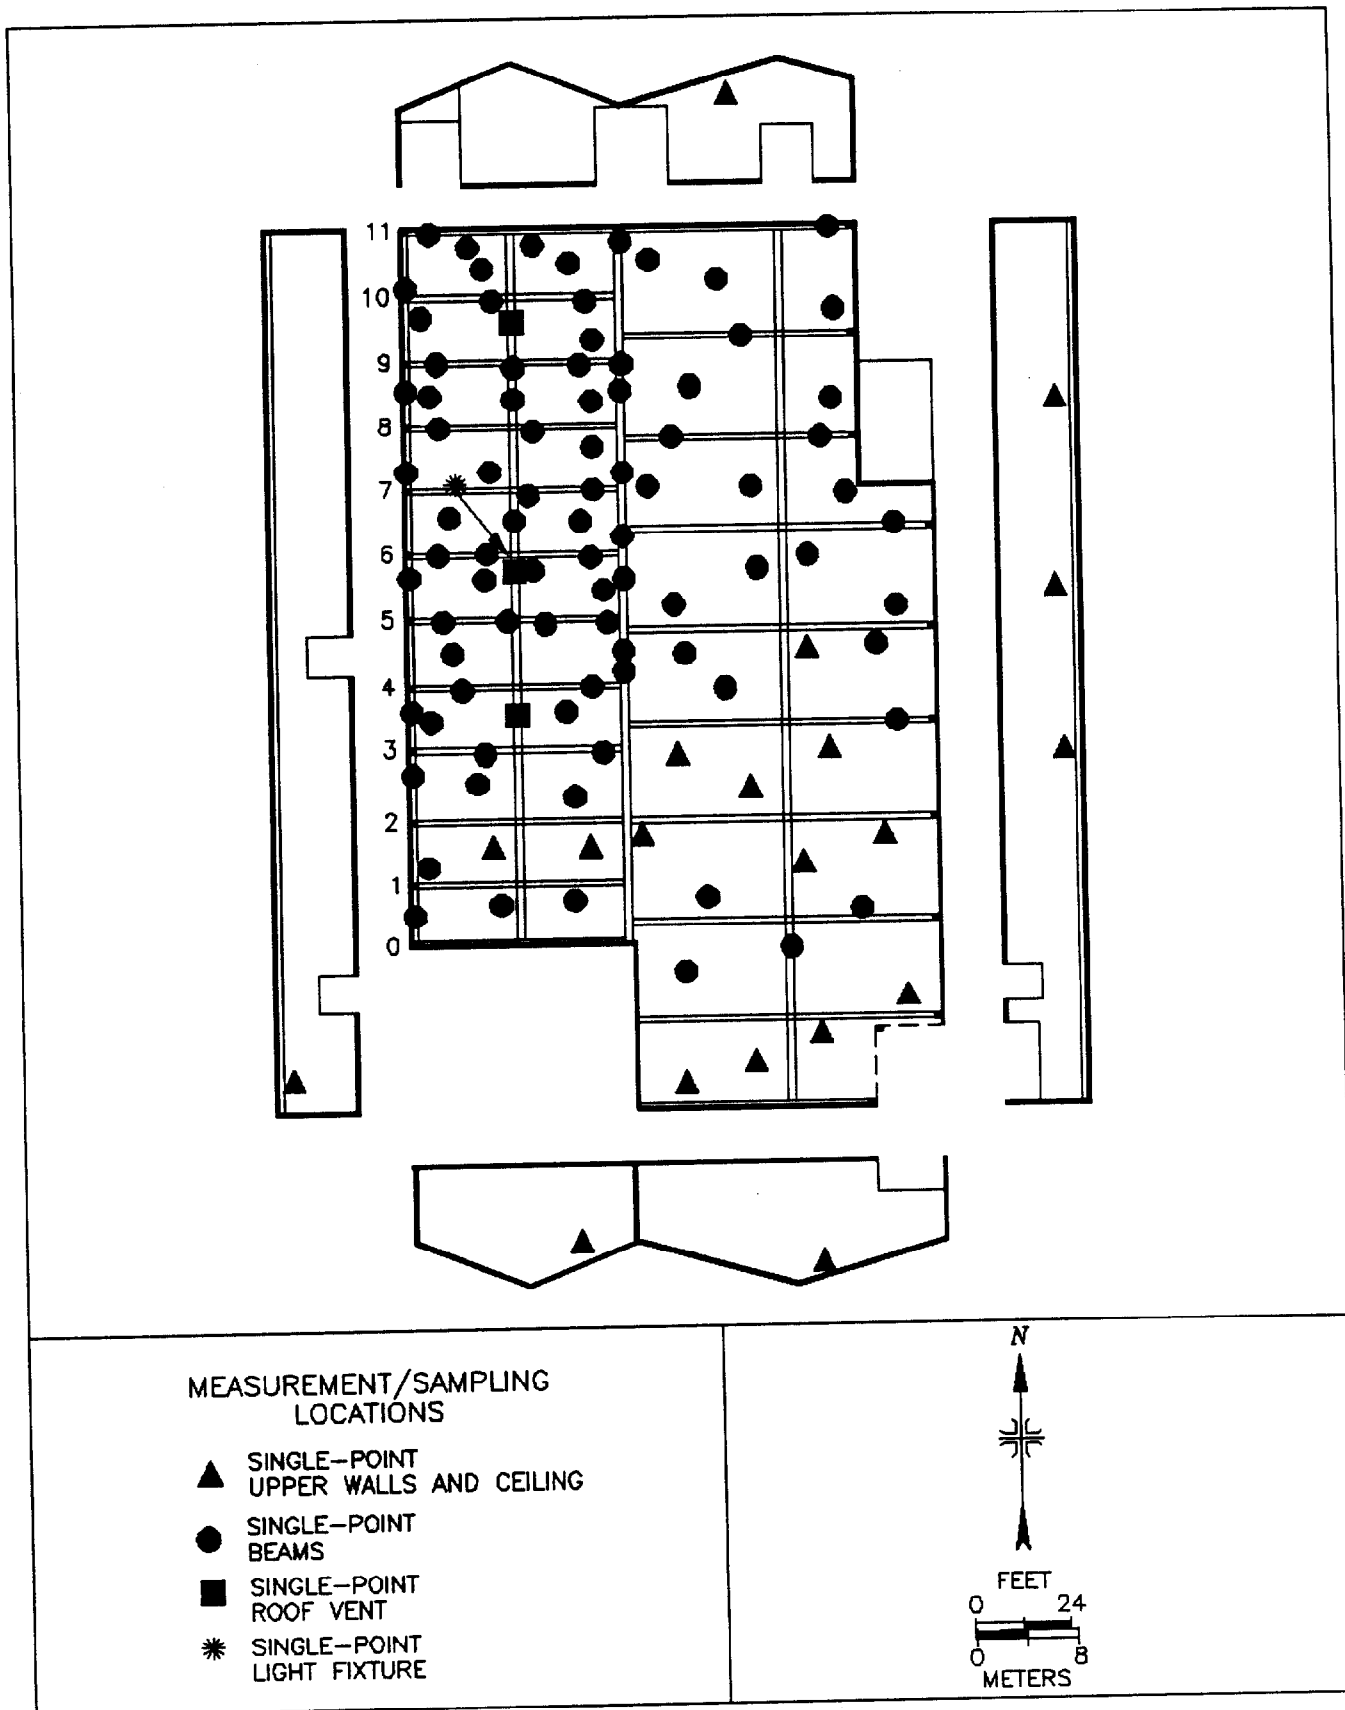 11
10
9
8
7
6
5
4
3
2
1
0
MEASUREMENT/SAMPLING
LOCATIONS
SINGLE-POINT
UPPER WALLS AND CEILING
SINGLE-POINT
BEAMS
SINGLE-POINT
ROOF VENT
SINGLE-POINT
LIGHT FIXTURE
N
FEET
0 24
0 8
METERS